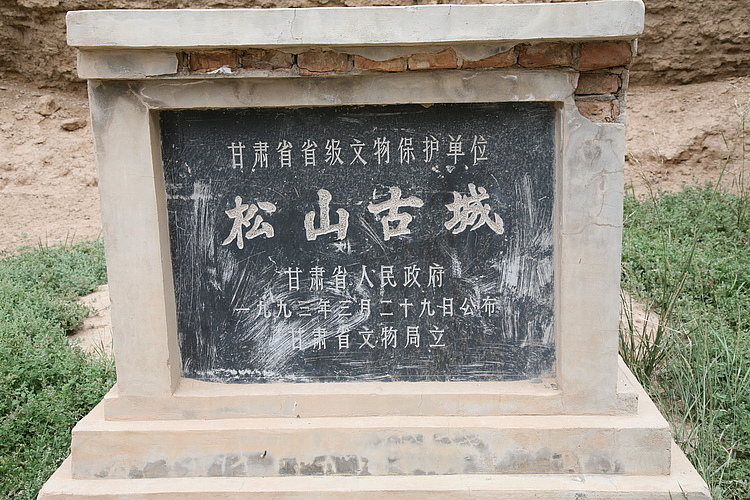 甘肃省省级文物保护单位
松山古城
甘肃省人民政府
一九九三年三月二十九日公布
甘肃省文物局立